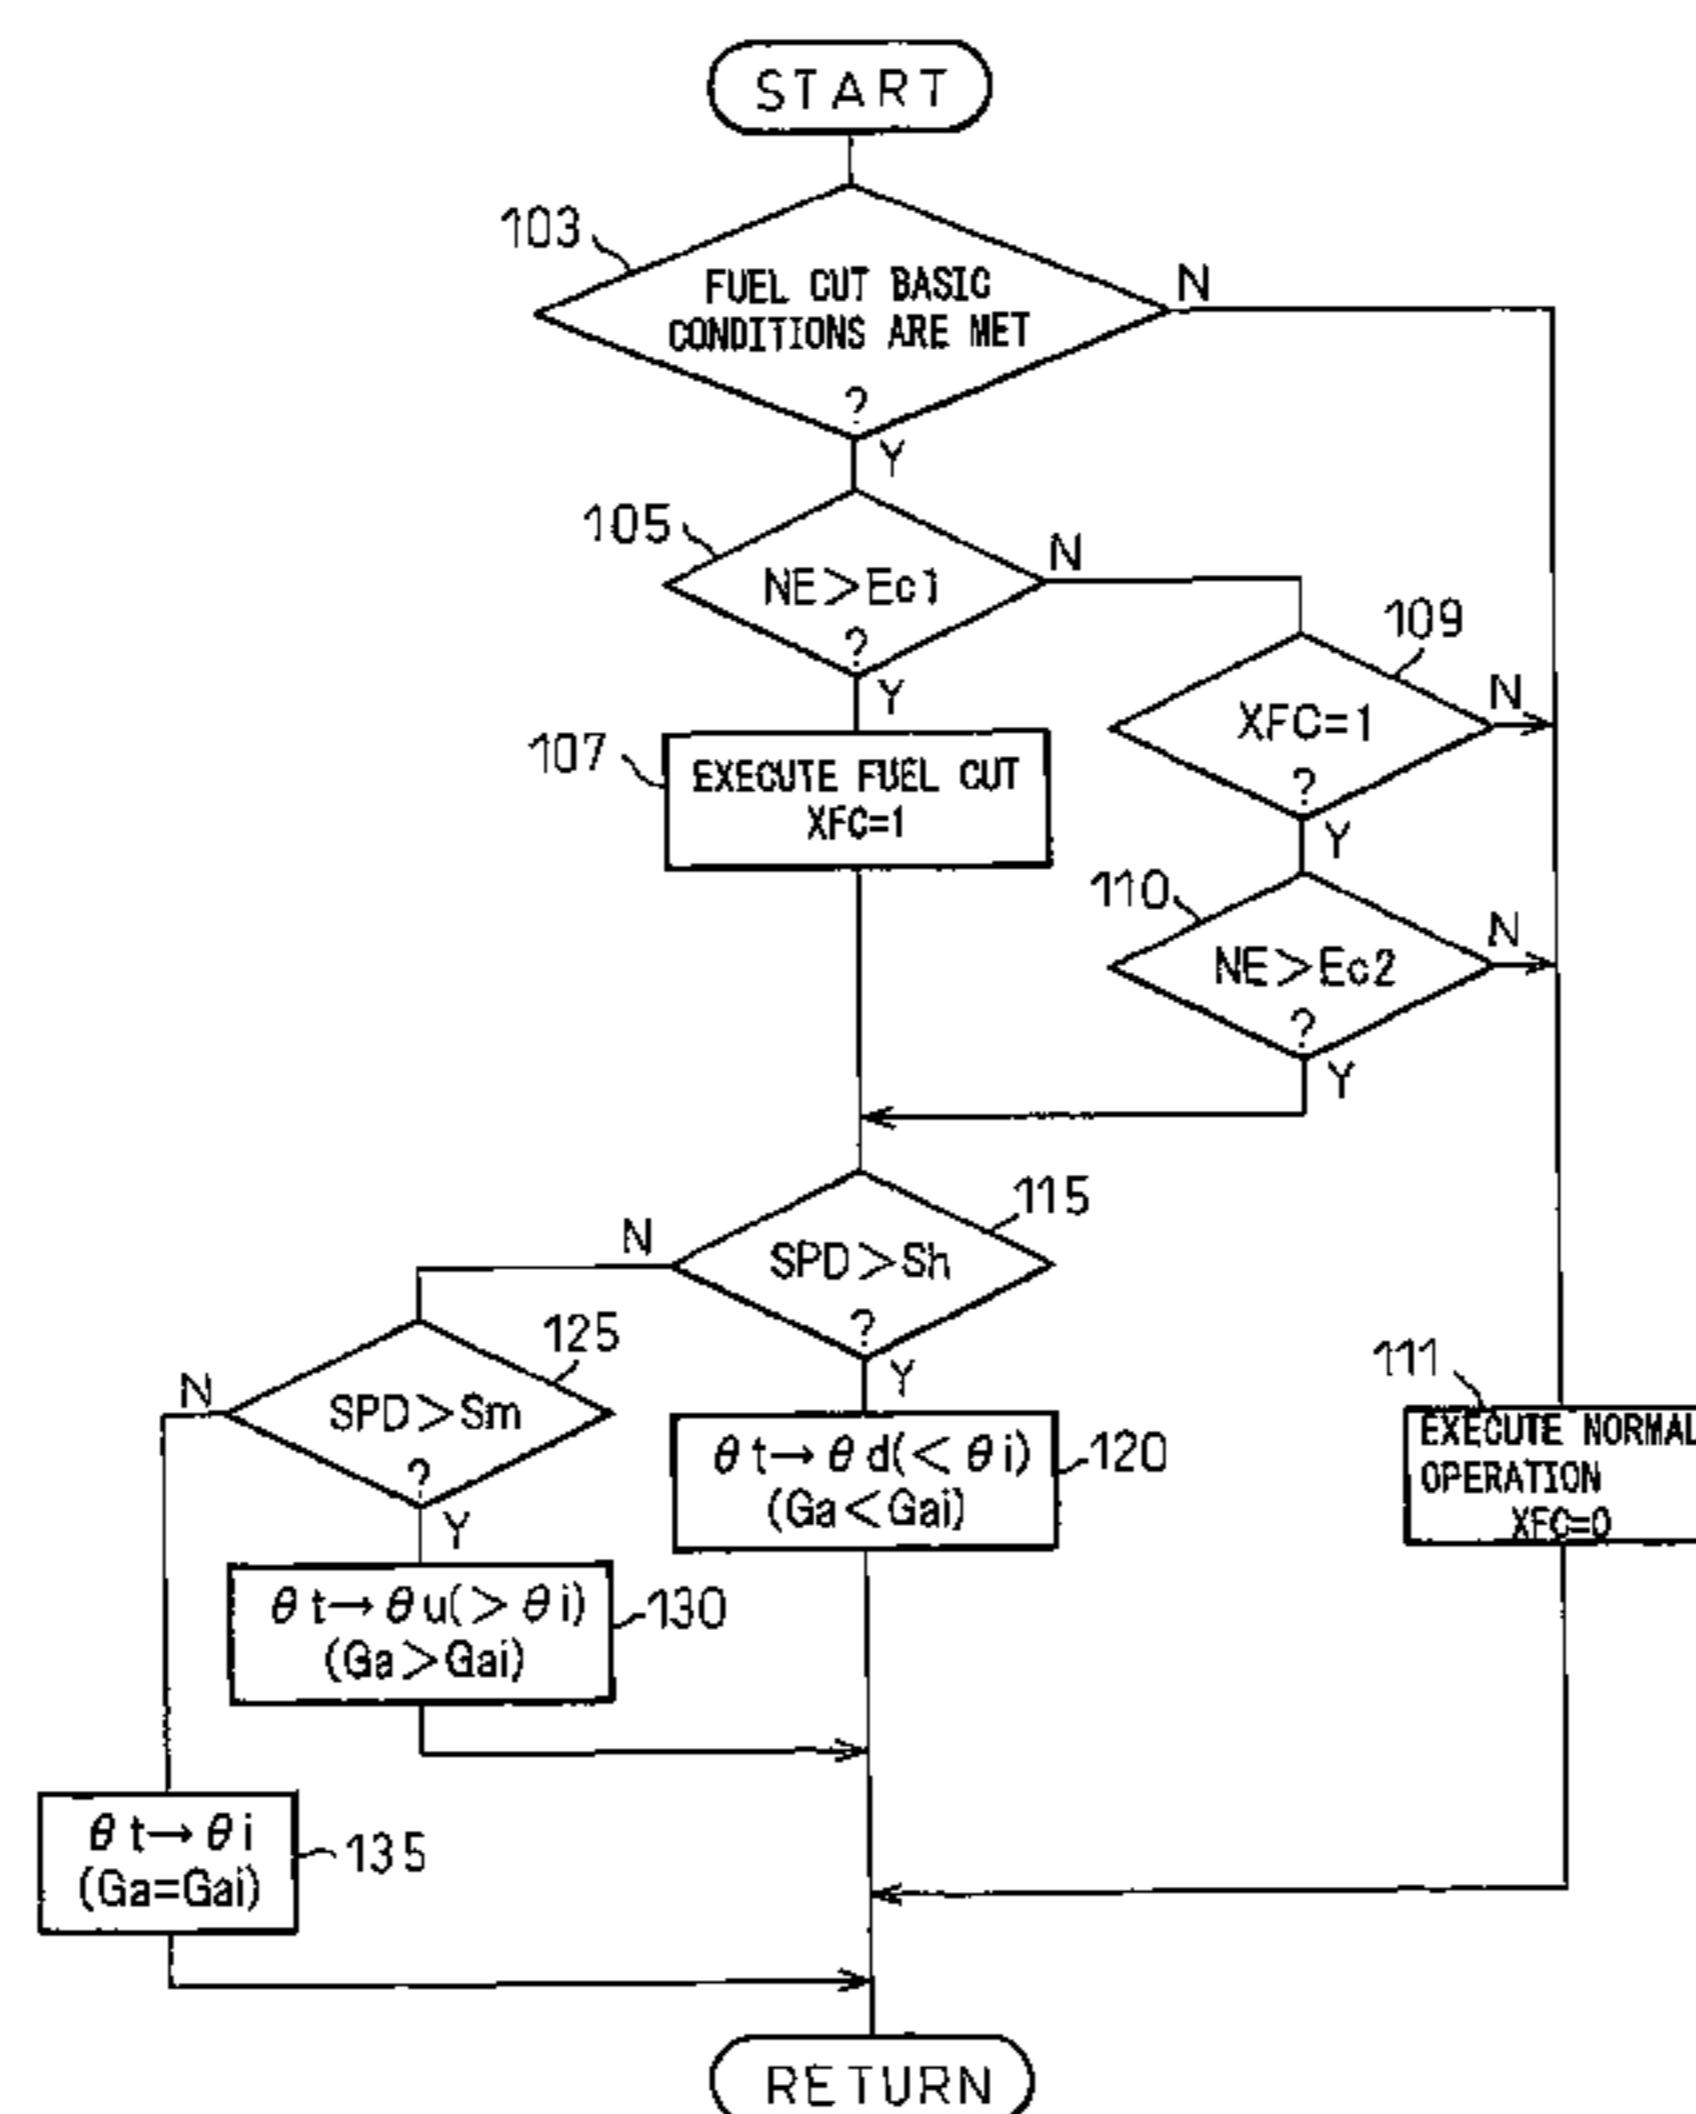 START
103
FUEL CUT BASIC
CONDITIONS ARE MET
?
N
Y
105
NE>Ec1
?
N
Y
109
XFC=1
?
N
Y
107
EXECUTE FUEL CUT
XFC=1
110
NE>Ec2
?
N
Y
115
SPD>Sh
?
N
Y
125
SPD>Sm
?
N
Y
111
EXECUTE NORMAL
OPERATION
XFC=0
θt→θd(<θi)
(Ga<Gai)
120
θt→θu(>θi)
(Ga>Gai)
130
θt→θi
(Ga=Gai)
135
RETURN